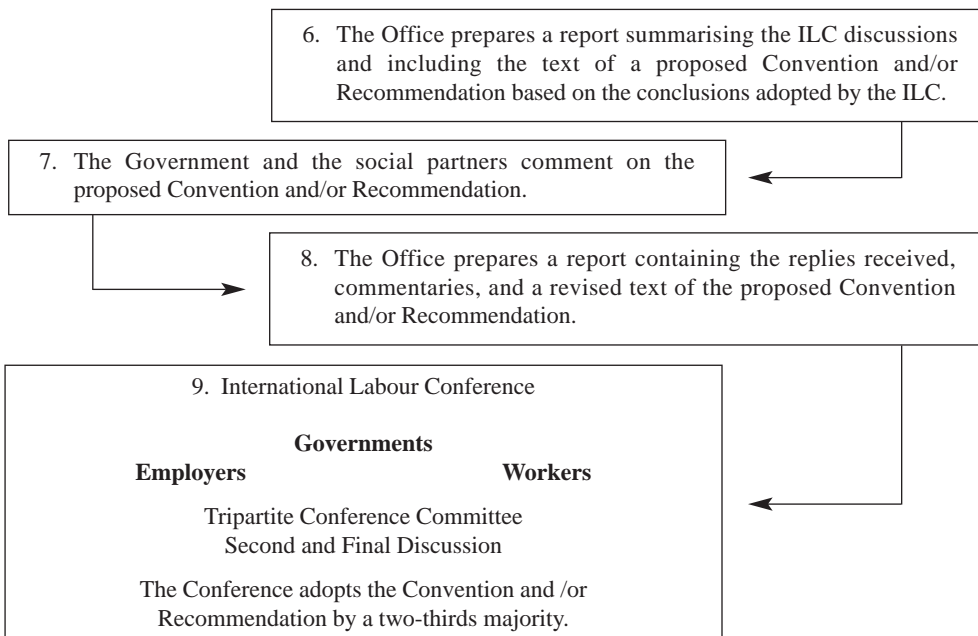 6. The Office prepares a report summarising the ILC discussions
and including the text of a proposed Convention and/or
Recommendation based on the conclusions adopted by the ILC.
7. The Government and the social partners comment on the
proposed Convention and/or Recommendation.
8. The Office prepares a report containing the replies received,
commentaries, and a revised text of the proposed Convention
and/or Recommendation.
9. International Labour Conference
Governments
Employers Workers
Tripartite Conference Committee
Second and Final Discussion
The Conference adopts the Convention and /or
Recommendation by a two-thirds majority.